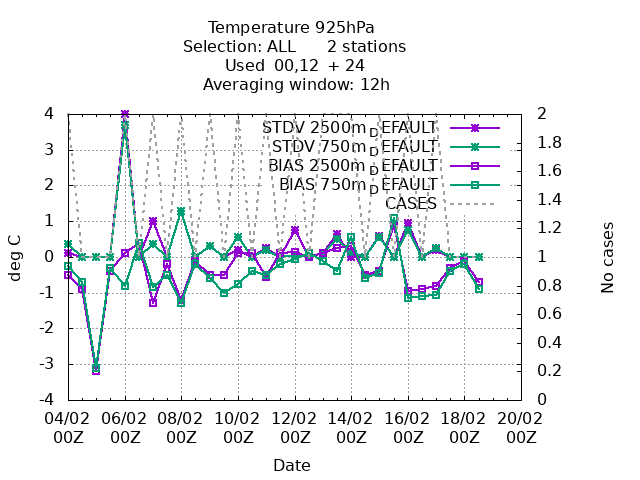 Temperature 925hPa
Selection: ALL 2 stations
Used 00,12 + 24
Averaging window: 12h
STDV 2500m_DEFAULT
STDV 750m_DEFAULT
BIAS 2500m_DEFAULT
BIAS 750m_DEFAULT
CASES
deg C
4
3
2
1
0
-1
-2
-3
-4
No cases
2
1.8
1.6
1.4
1.2
1
0.8
0.6
0.4
0.2
0
04/02 06/02 08/02 10/02 12/02 14/02 16/02 18/02 20/02
00Z 00Z 00Z 00Z 00Z 00Z 00Z 00Z 00Z
Date